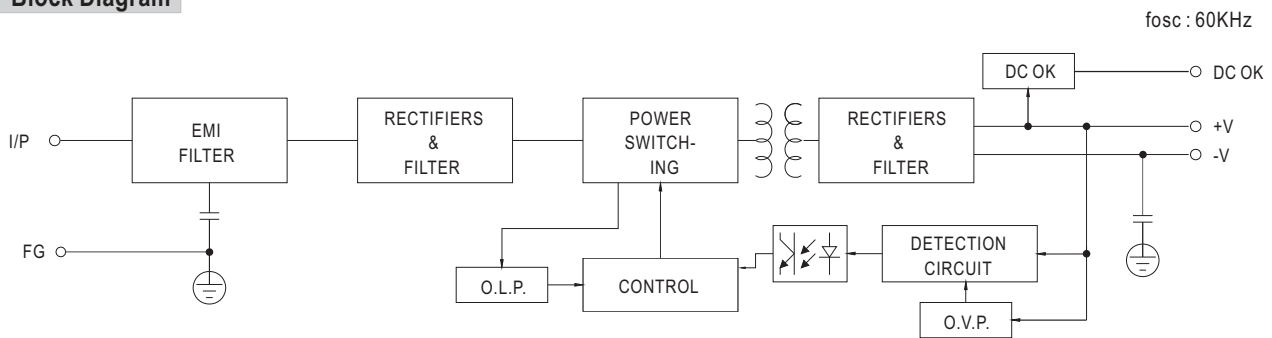 Block Diagram
fosc : 60KHz
DC OK
DC OK
I/P
EMI
FILTER
RECTIFIERS
&
FILTER
POWER
SWITCH-
ING
RECTIFIERS
&
FILTER
+V
-V
FG
O.L.P.
CONTROL
DETECTION
CIRCUIT
O.V.P.